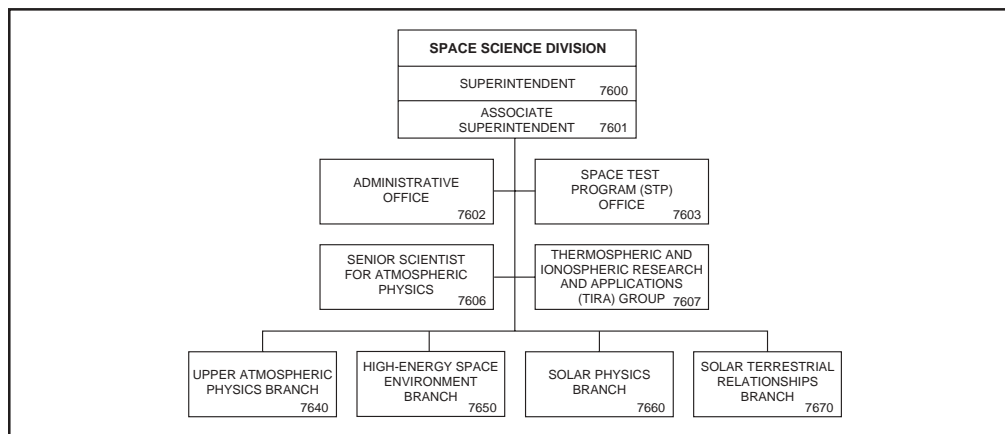 SPACE SCIENCE DIVISION
SUPERINTENDENT
7600
ASSOCIATE
SUPERINTENDENT
7601
ADMINISTRATIVE
OFFICE
7602
SPACE TEST
PROGRAM (STP)
OFFICE
7603
SENIOR SCIENTIST
FOR ATMOSPHERIC
PHYSICS
7606
THERMOSPHERIC AND
IONOSPHERIC RESEARCH
AND APPLICATIONS
(TIRA) GROUP
7607
UPPER ATMOSPHERIC
PHYSICS BRANCH
7640
HIGH-ENERGY SPACE
ENVIRONMENT
BRANCH
7650
SOLAR PHYSICS
BRANCH
7660
SOLAR TERRESTRIAL
RELATIONSHIPS
BRANCH
7670